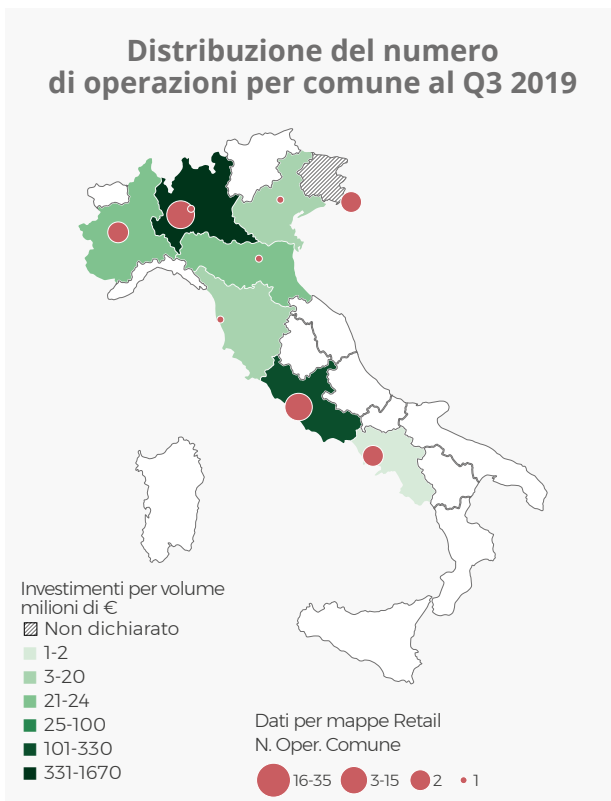 Distribuzione del numero
di operazioni per comune al Q3 2019
Investimenti per volume
milioni di €
Non dichiarato
1-2
3-20
21-24
25-100
101-330
331-1670
Dati per mappe Retail
N. Oper. Comune
16-35 3-15 2 1